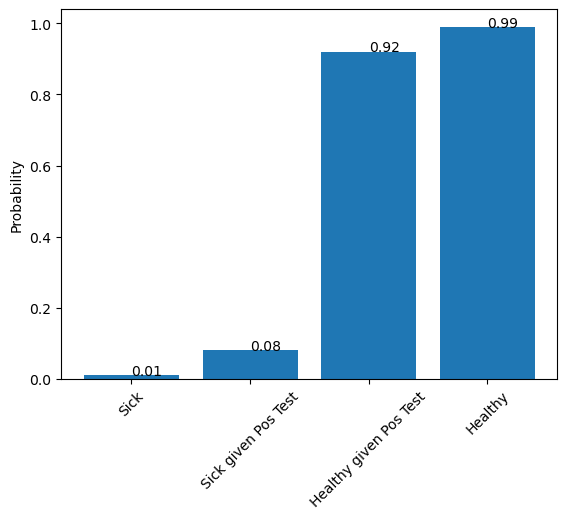 Probability
1.0
0.8
0.6
0.4
0.2
0.0
0.01
0.08
0.92
0.99
Sick
Sick given Pos Test
Healthy given Pos Test
Healthy